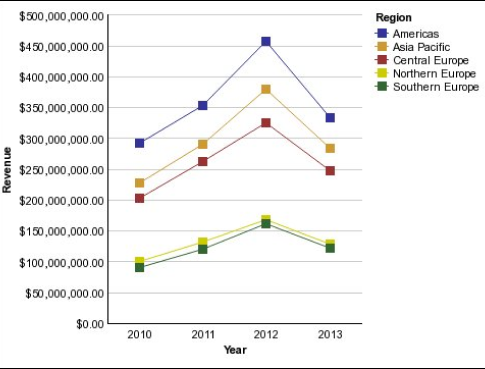 $500,000,000.00
$450,000,000.00
$400,000,000.00
$350,000,000.00
$300,000,000.00
$250,000,000.00
$200,000,000.00
$150,000,000.00
$100,000,000.00
$50,000,000.00
$0.00
Revenue
2010 2011 2012 2013
Year
Region
Americas
Asia Pacific
Central Europe
Northern Europe
Southern Europe